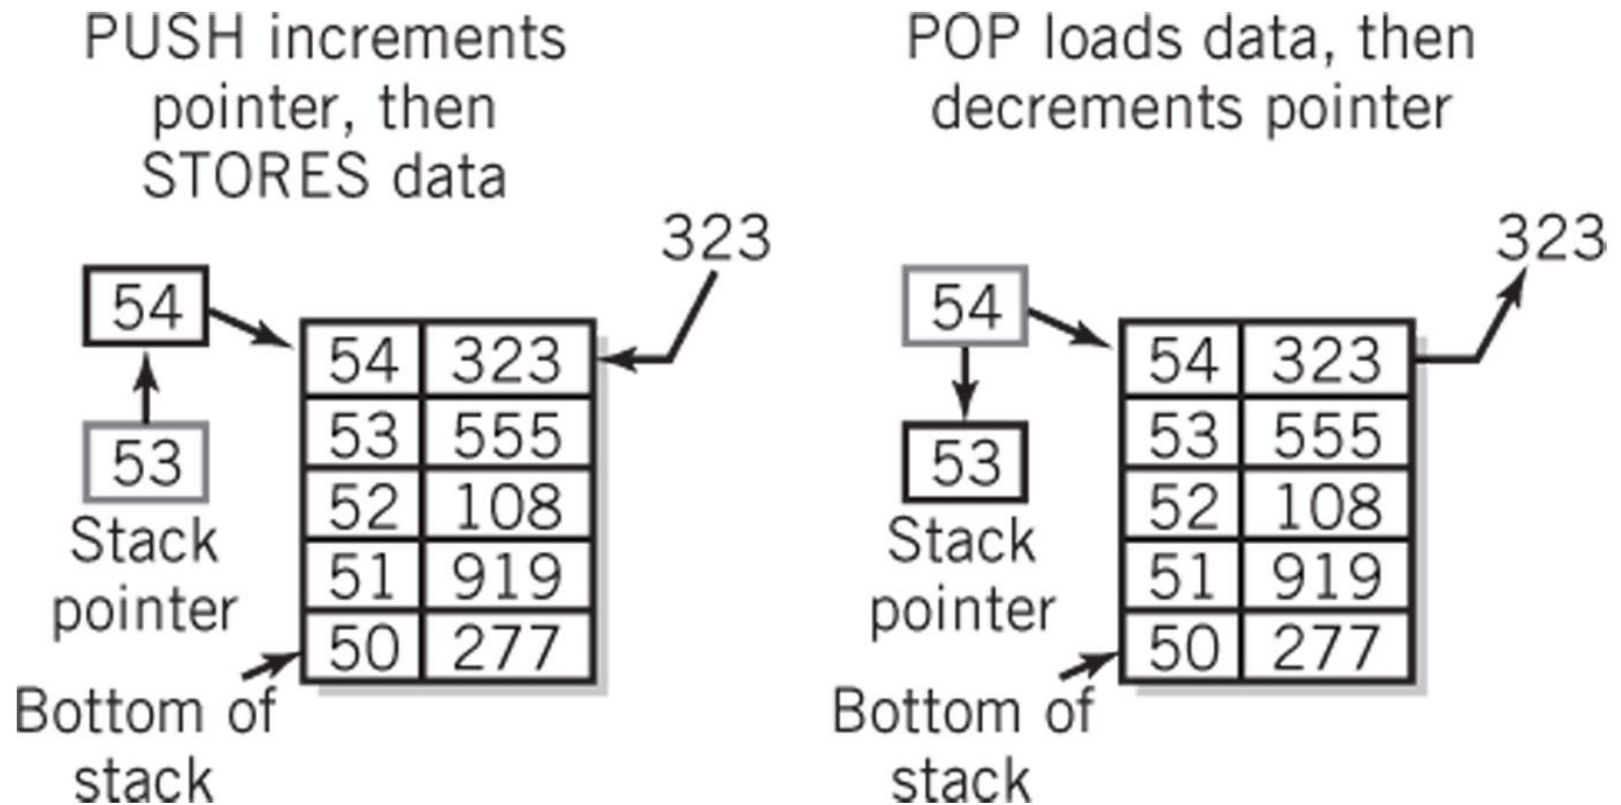 PUSH increments
pointer, then
STORES data
323
54
53
Stack
pointer
Bottom of
stack
54 323
53 555
52 108
51 919
50 277
POP loads data, then
decrements pointer
323
54
53
Stack
pointer
Bottom of
stack
54 323
53 555
52 108
51 919
50 277